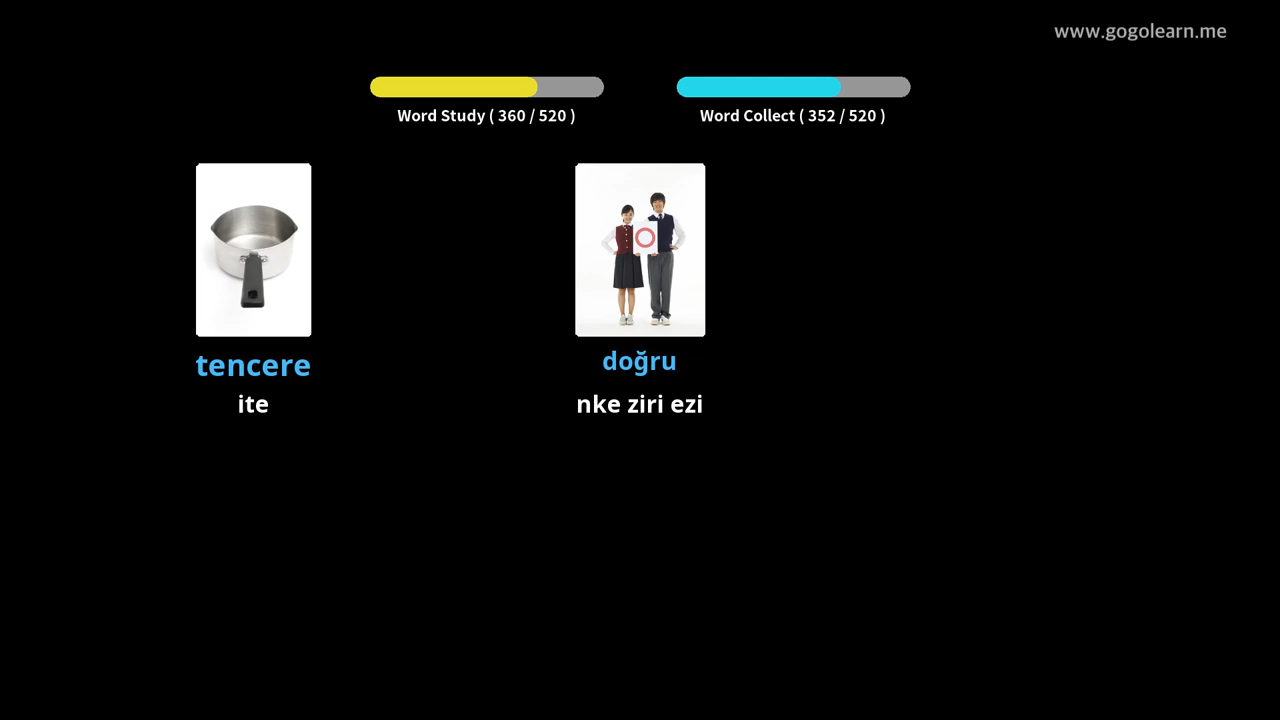 www.gogolearn.me
Word Study ( 360 / 520 )
Word Collect ( 352 / 520 )
tencere
ite
doğru
nke ziri ezi